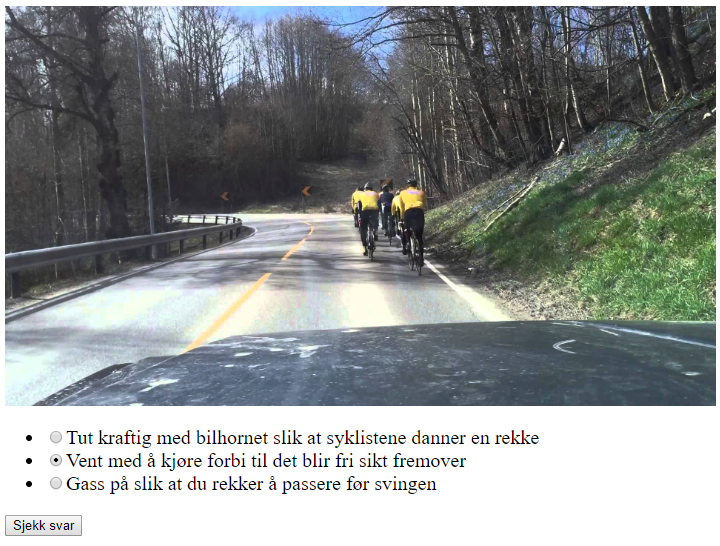 Tut kraftig med bilhornet slik at syklistene danner en rekke
Vent med å kjøre forbi til det blir fri sikt fremover
Gass på slik at du rekker å passere før svingen
Sjekk svar